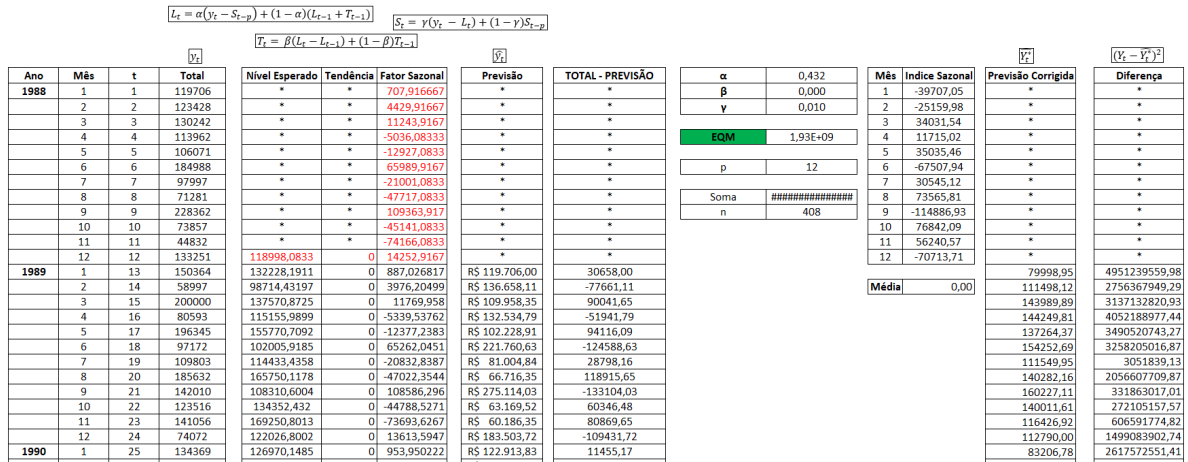 L_t = α(y_t − S_{t−p}) + (1 − α)(L_{t−1} + T_{t−1})
S_t = γ(y_t − L_t) + (1 − γ)S_{t−p}
T_t = β(L_t − L_{t−1}) + (1 − β)T_{t−1}
y_t ŷ_t Ŷ_t^* (Y_t − Ŷ_t^*)²
Ano Mês t Total Nível Esperado Tendência Fator Sazonal Previsão TOTAL - PREVISÃO α 0,432 Mês Indice Sazonal Previsão Corrigida Diferença
1988 1 1 119706 * * 707,916667 * * β 0,000 1 -39707,05 * *
2 2 123428 * * 4429,91667 * * γ 0,010 2 -25159,98 * *
3 3 130242 * * 11243,9167 * * 3 34031,54 * *
4 4 113962 * * -5036,08333 * * EQM 1,93E+09 4 11715,02 * *
5 5 106071 * * -12927,0833 * * 5 35035,46 * *
6 6 184988 * * 65989,9167 * * p 12 6 -67507,94 * *
7 7 97997 * * -21001,0833 * * 7 30545,12 * *
8 8 71281 * * -47717,0833 * * Soma ############### 8 73565,81 * *
9 9 228362 * * 109363,917 * * n 408 9 -114886,93 * *
10 10 73857 * * -45141,0833 * * 10 76842,09 * *
11 11 44832 * * -74166,0833 * * 11 56240,57 * *
12 12 133251 118998,0833 0 14252,9167 * * 12 -70713,71 * *
1989 1 13 150364 132228,1911 0 887,026817 R$ 119.706,00 30658,00 79998,95 4951239559,98
2 14 58997 98714,43197 0 3976,20499 R$ 136.658,11 -77661,11 Média 0,00 111498,12 2756367949,29
3 15 200000 137570,8725 0 11769,958 R$ 109.958,35 90041,65 143989,89 3137132820,93
4 16 80593 115155,9899 0 -5339,53762 R$ 132.534,79 -51941,79 144249,81 4052188977,44
5 17 196345 155770,7092 0 -12377,2383 R$ 102.228,91 94116,09 137264,37 3490520743,27
6 18 97172 102005,9185 0 65262,0451 R$ 221.760,63 -124588,63 154252,69 3258205016,87
7 19 109803 114433,4358 0 -20832,8387 R$ 81.004,84 28798,16 111549,95 3051839,13
8 20 185632 165750,1178 0 -47022,3544 R$ 66.716,35 118915,65 140282,16 2056607709,87
9 21 142010 108310,6004 0 108586,296 R$ 275.114,03 -133104,03 160227,11 331863017,01
10 22 123516 134352,432 0 -44788,5271 R$ 63.169,52 60346,48 140011,61 272105157,57
11 23 141056 169250,8013 0 -73693,6267 R$ 60.186,35 80869,65 116426,92 606591774,82
12 24 74072 122026,8002 0 13613,5947 R$ 183.503,72 -109431,72 112790,00 1499083902,74
1990 1 25 134369 126970,1485 0 953,950222 R$ 122.913,83 11455,17 83206,78 2617572551,41